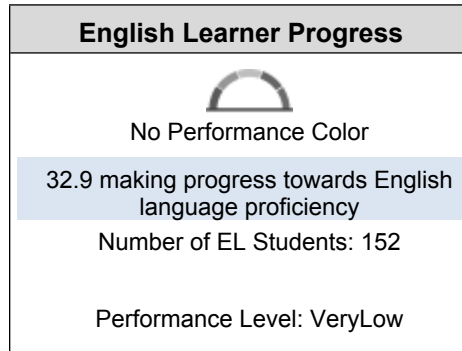 English Learner Progress
No Performance Color
32.9 making progress towards English
language proficiency
Number of EL Students: 152
Performance Level: VeryLow